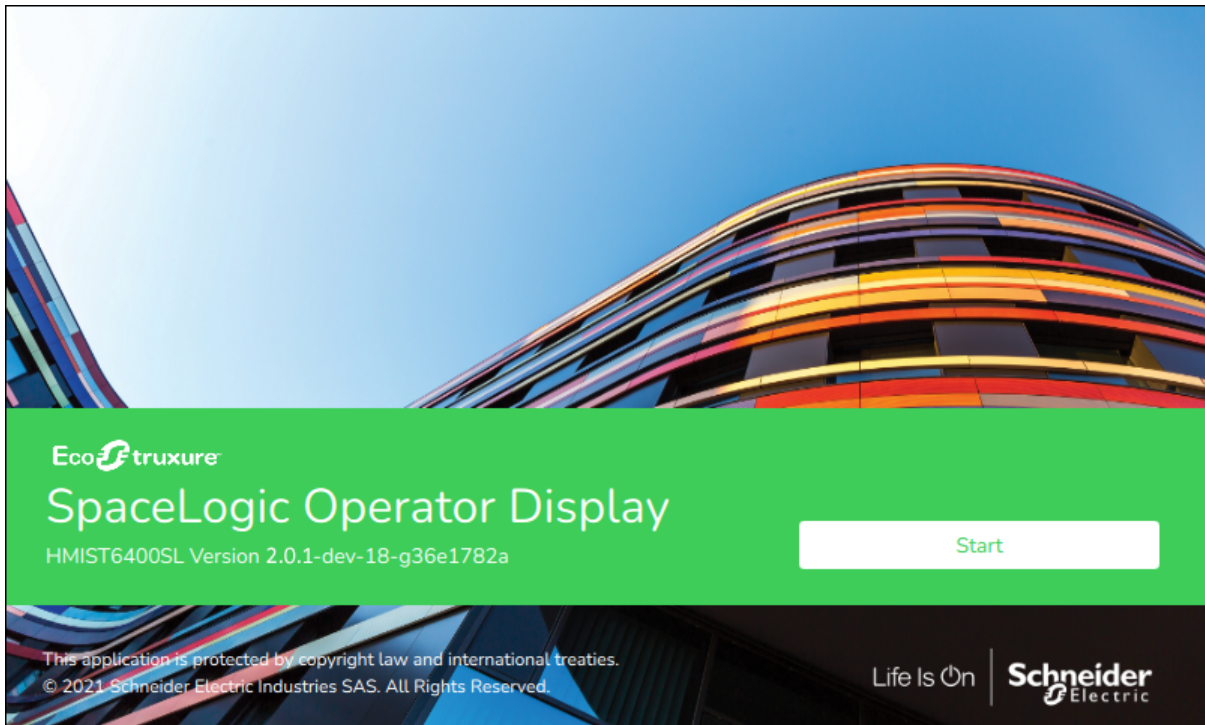 EcoStruxure
SpaceLogic Operator Display
HMIST6400SL Version 2.0.1-dev-18-g36e1782a
Start
This application is protected by copyright law and international treaties.
© 2021 Schneider Electric Industries SAS. All Rights Reserved.
Life Is On
Schneider
Electric